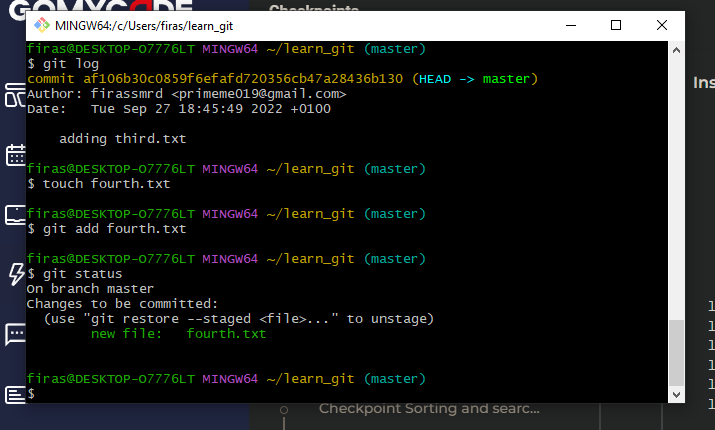 GOMYCODE
Checkpoints
MINGW64:/c/Users/firas/learn_git
firas@DESKTOP-O7776LT MINGW64 ~/learn_git (master)
$ git log
commit af106b30c0859f6efafd720356cb47a28436b130 (HEAD -> master)
Author: firassmrd <primeme019@gmail.com>
Date:   Tue Sep 27 18:45:49 2022 +0100
    adding third.txt
firas@DESKTOP-O7776LT MINGW64 ~/learn_git (master)
$ touch fourth.txt
firas@DESKTOP-O7776LT MINGW64 ~/learn_git (master)
$ git add fourth.txt
firas@DESKTOP-O7776LT MINGW64 ~/learn_git (master)
$ git status
On branch master
Changes to be committed:
  (use "git restore --staged <file>..." to unstage)
        new file:   fourth.txt
firas@DESKTOP-O7776LT MINGW64 ~/learn_git (master)
$
Ins
Checkpoint Sorting and searc...